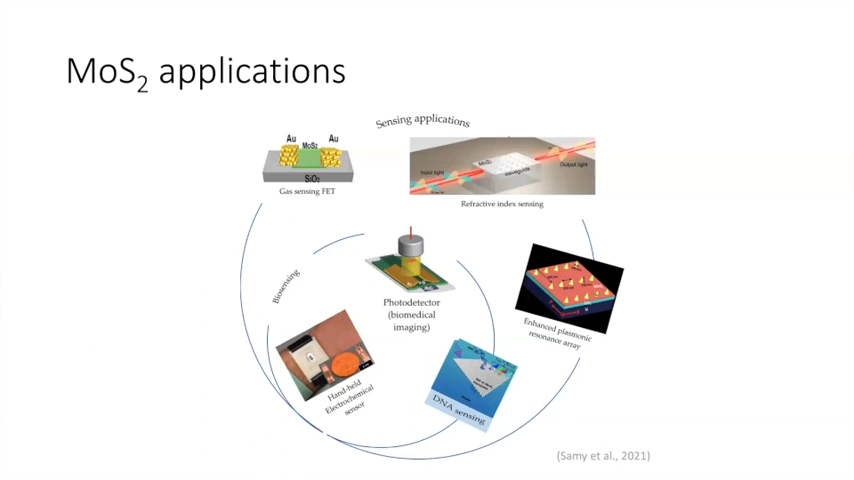 MoS₂ applications
Sensing applications
Au
MoS₂
Au
SiO₂
Gas sensing FET
MoS₂
waveguide
Input light
Output light
Refractive index sensing
Biosensing
Photodetector
(biomedical
imaging)
Enhanced plasmonic
resonance array
Hand-held
Electrochemical
sensor
DNA sensing
(Samy et al., 2021)